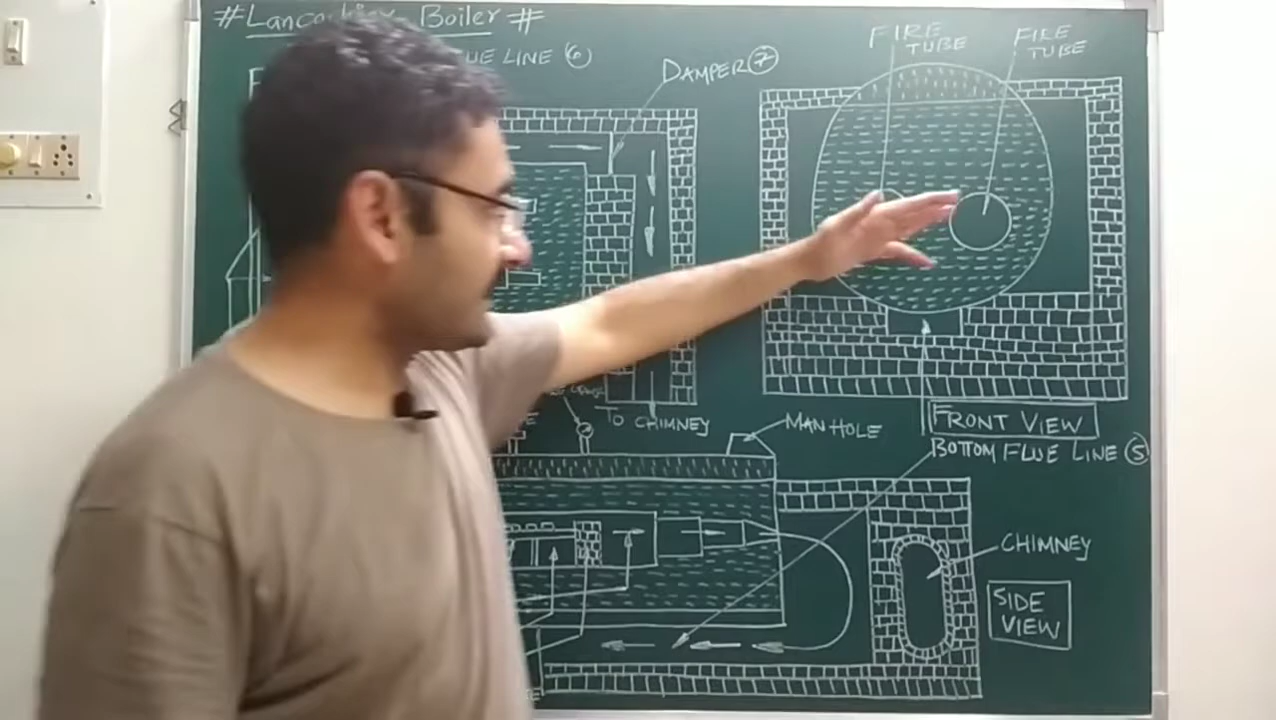 # Lancashire Boiler #
LINE ⑥
DAMPER ⑦
FIRE
TUBE
FIRE
TUBE
TO CHIMNEY
MAN HOLE
FRONT VIEW
BOTTOM FLUE LINE ⑤
CHIMNEY
SIDE
VIEW